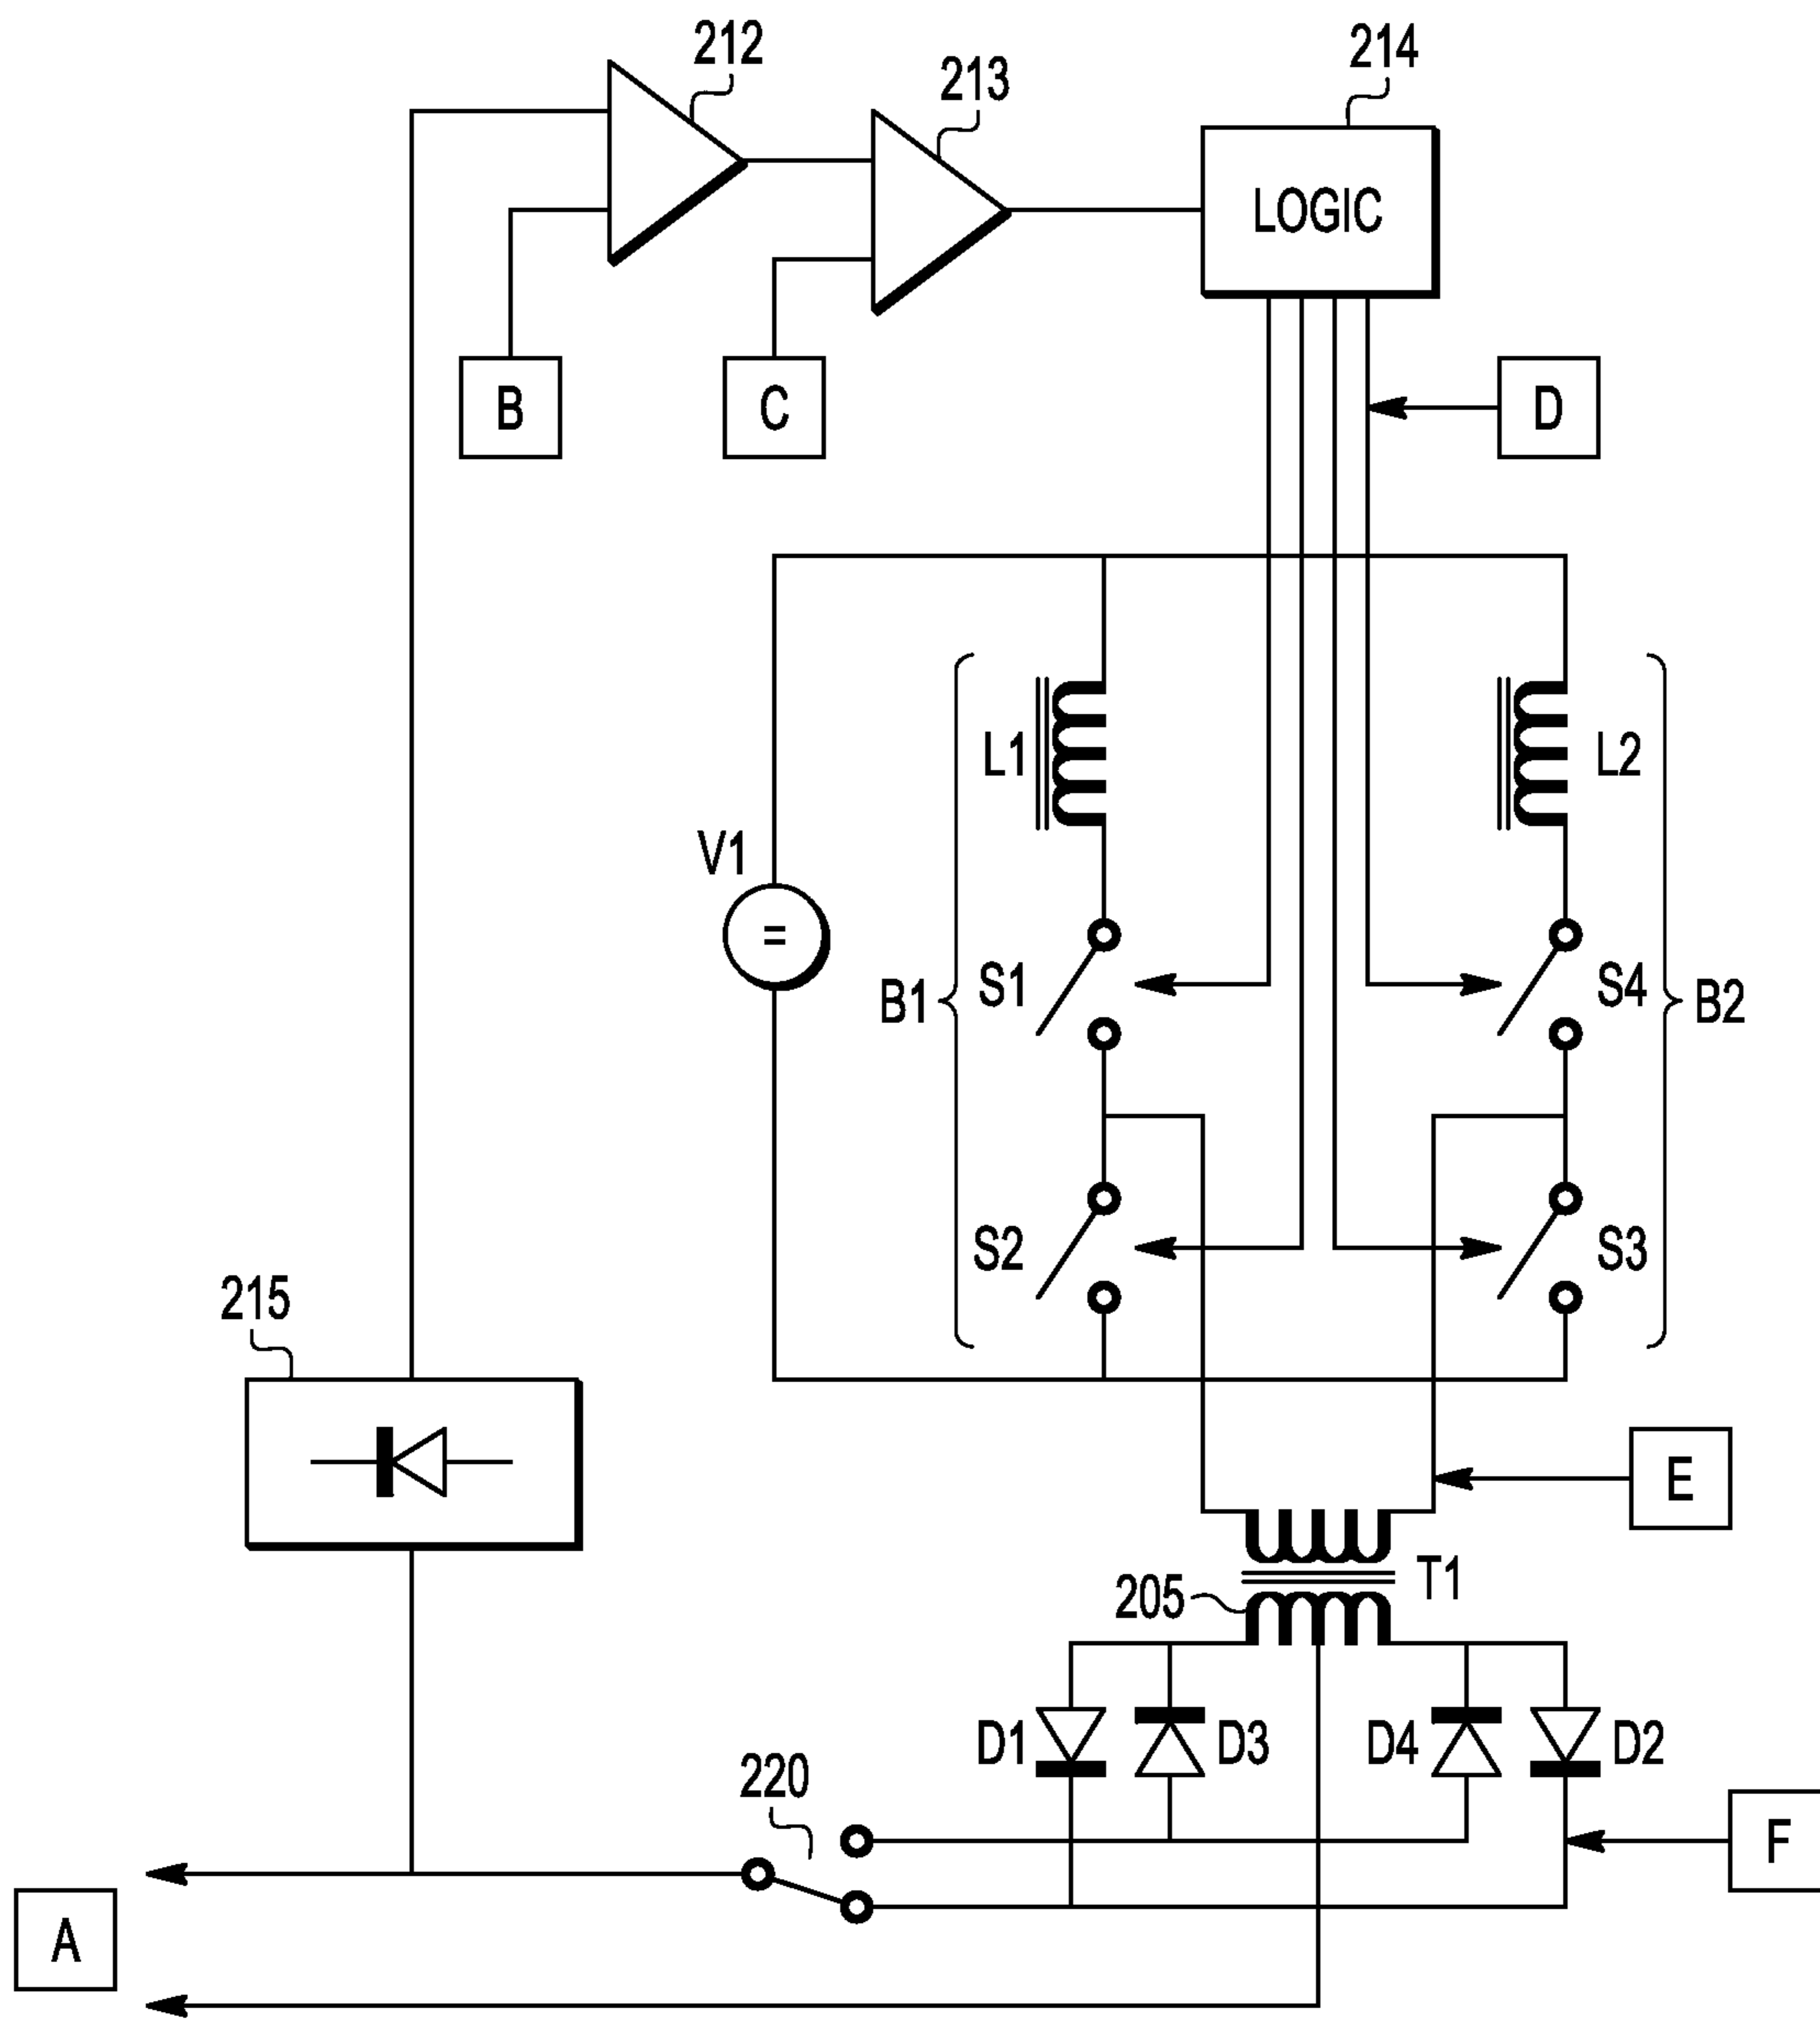 212
213
214
LOGIC
B
C
D
L1
L2
V1
=
B1
S1
S4
B2
S2
S3
215
E
T1
205
D1
D3
D4
D2
220
F
A